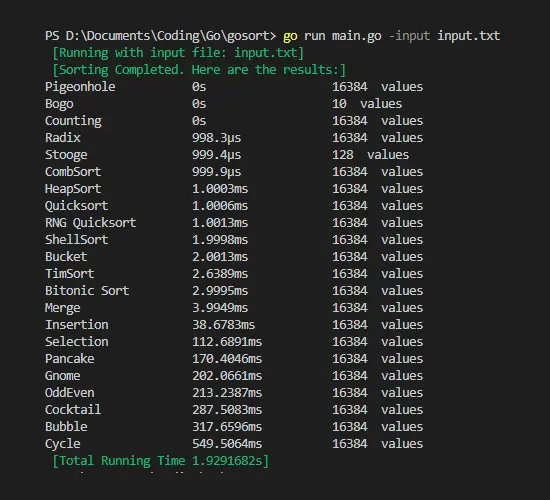 PS D:\Documents\Coding\Go\gosort> go run main.go -input input.txt
[Running with input file: input.txt]
[Sorting Completed. Here are the results:]
Pigeonhole 0s 16384 values
Bogo 0s 10 values
Counting 0s 16384 values
Radix 998.3µs 16384 values
Stooge 999.4µs 128 values
CombSort 999.9µs 16384 values
HeapSort 1.0003ms 16384 values
Quicksort 1.0006ms 16384 values
RNG Quicksort 1.0013ms 16384 values
ShellSort 1.9998ms 16384 values
Bucket 2.0013ms 16384 values
TimSort 2.6389ms 16384 values
Bitonic Sort 2.9995ms 16384 values
Merge 3.9949ms 16384 values
Insertion 38.6783ms 16384 values
Selection 112.6891ms 16384 values
Pancake 170.4046ms 16384 values
Gnome 202.0661ms 16384 values
OddEven 213.2387ms 16384 values
Cocktail 287.5083ms 16384 values
Bubble 317.6596ms 16384 values
Cycle 549.5064ms 16384 values
[Total Running Time 1.9291682s]